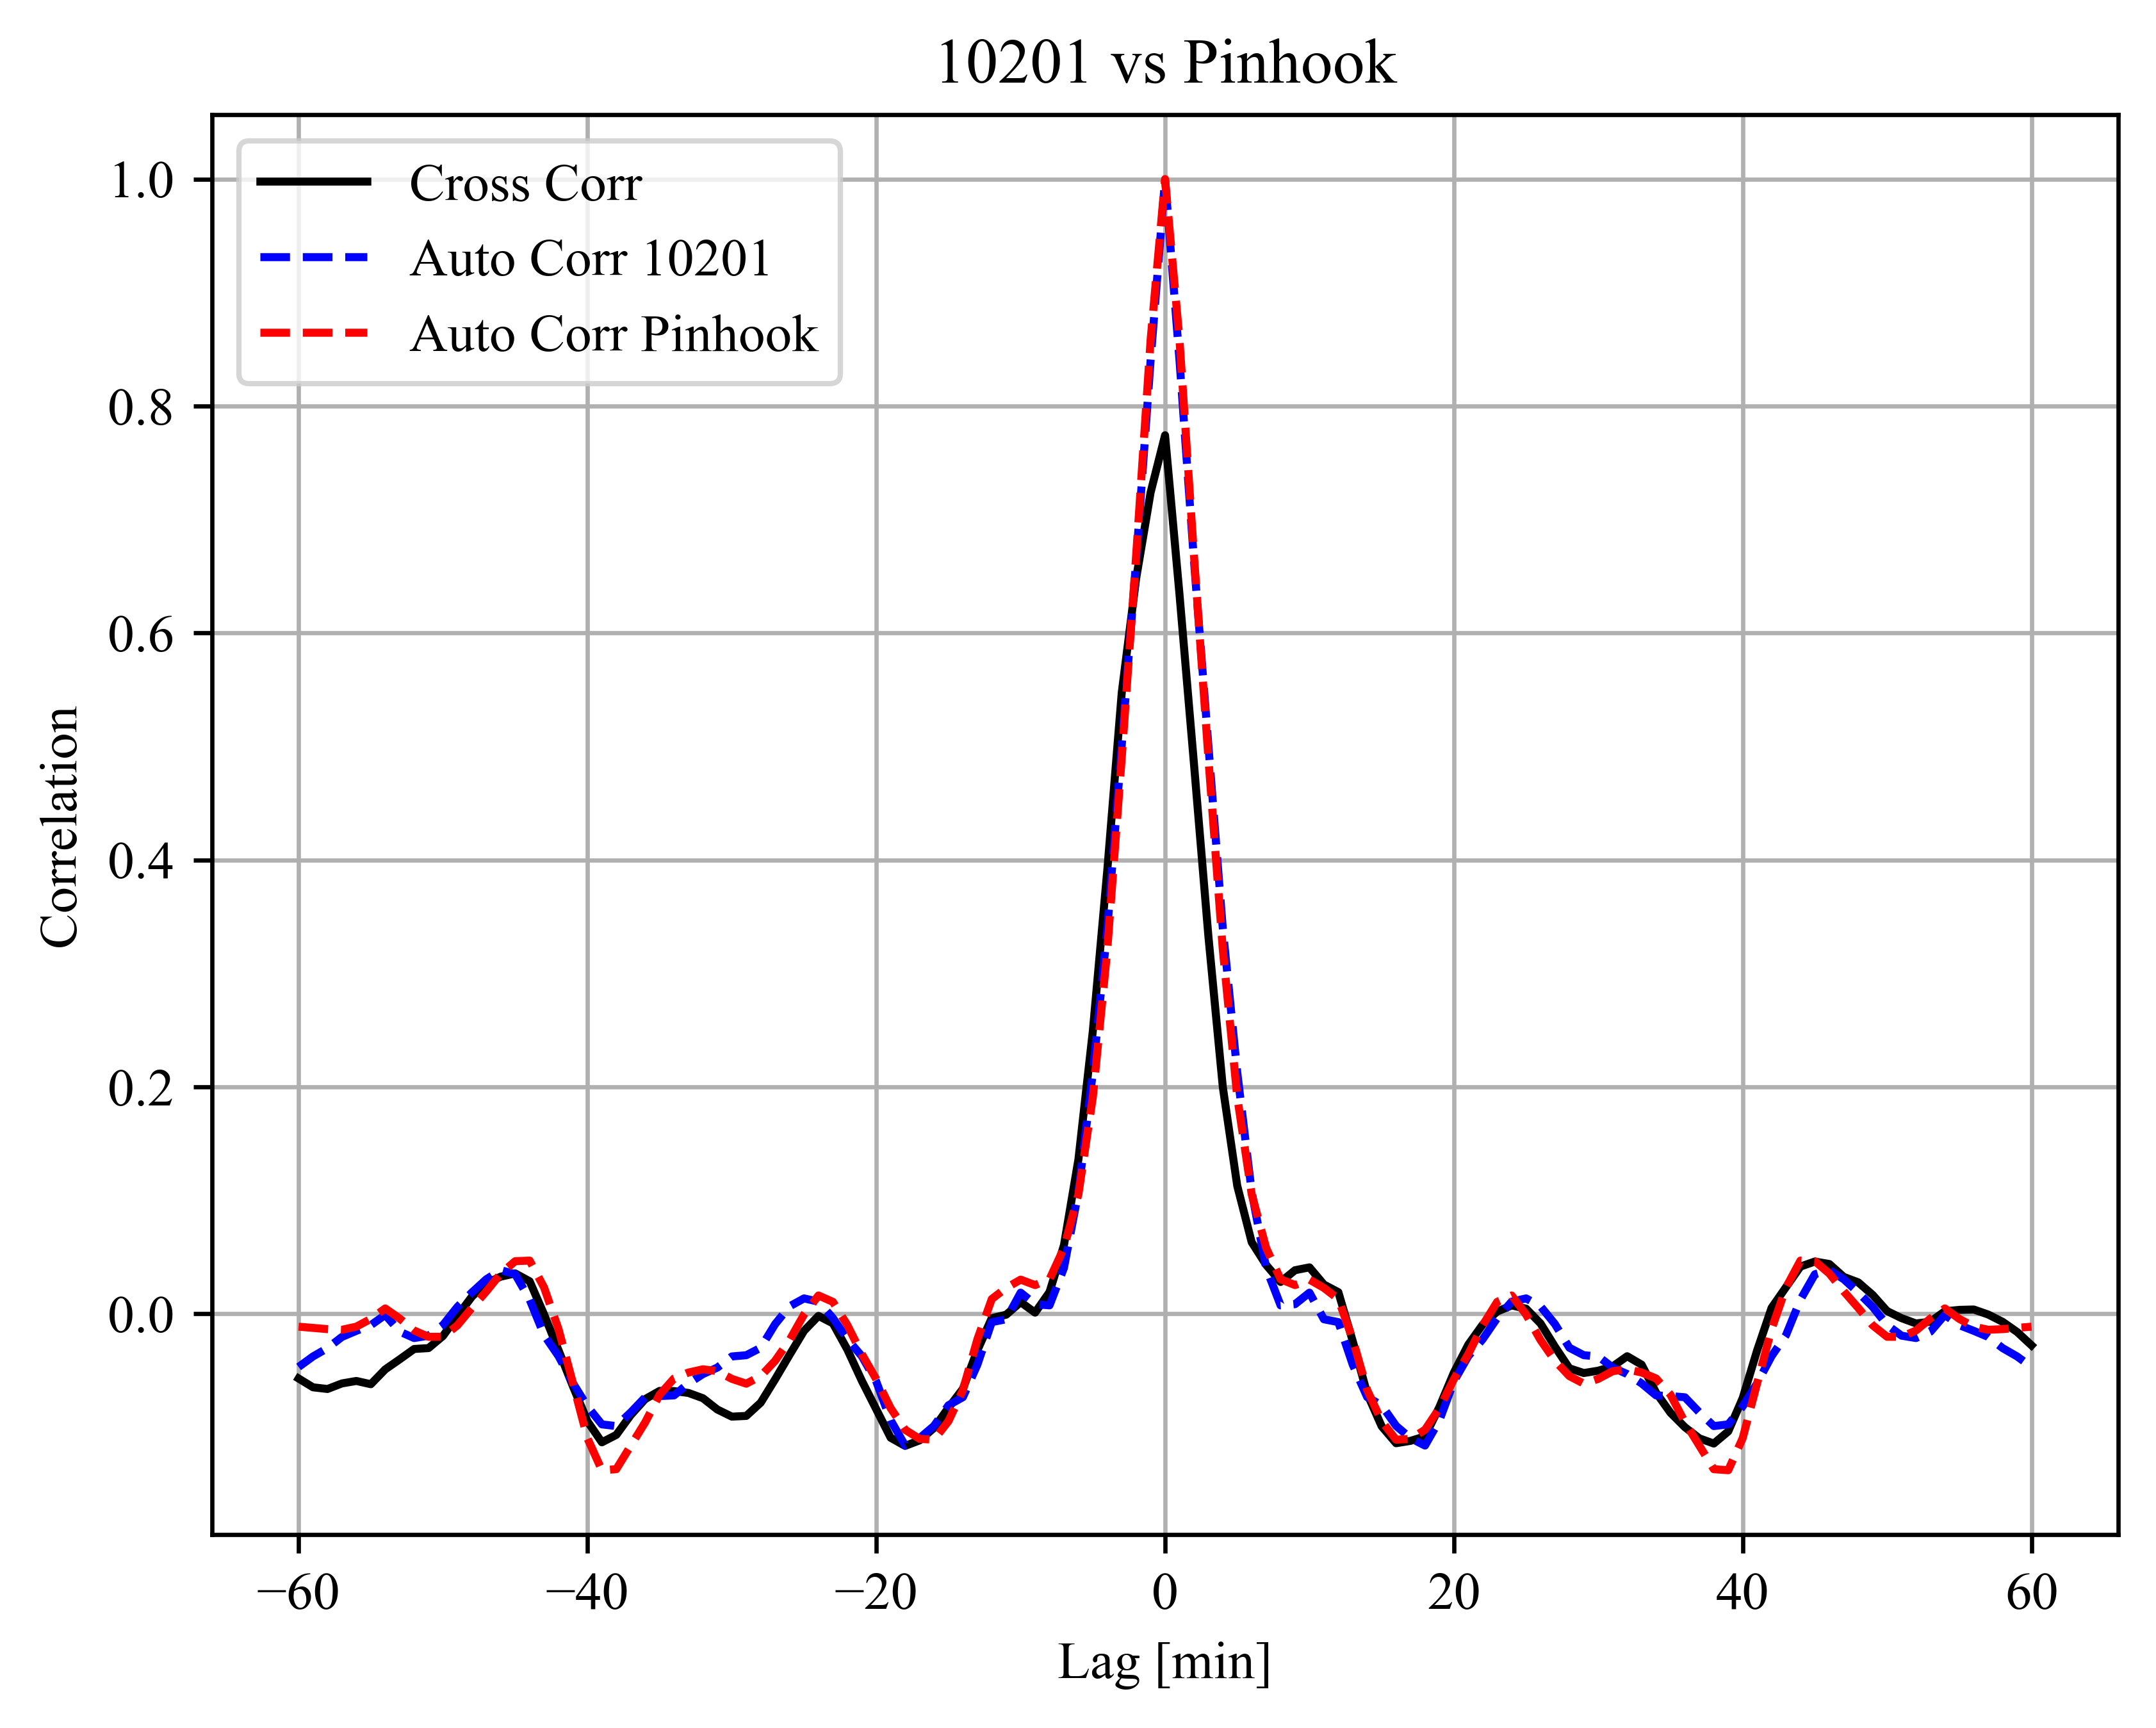 10201 vs Pinhook
Cross Corr
Auto Corr 10201
Auto Corr Pinhook
1.0
0.8
0.6
0.4
0.2
0.0
Correlation
−60 −40 −20 0 20 40 60
Lag [min]